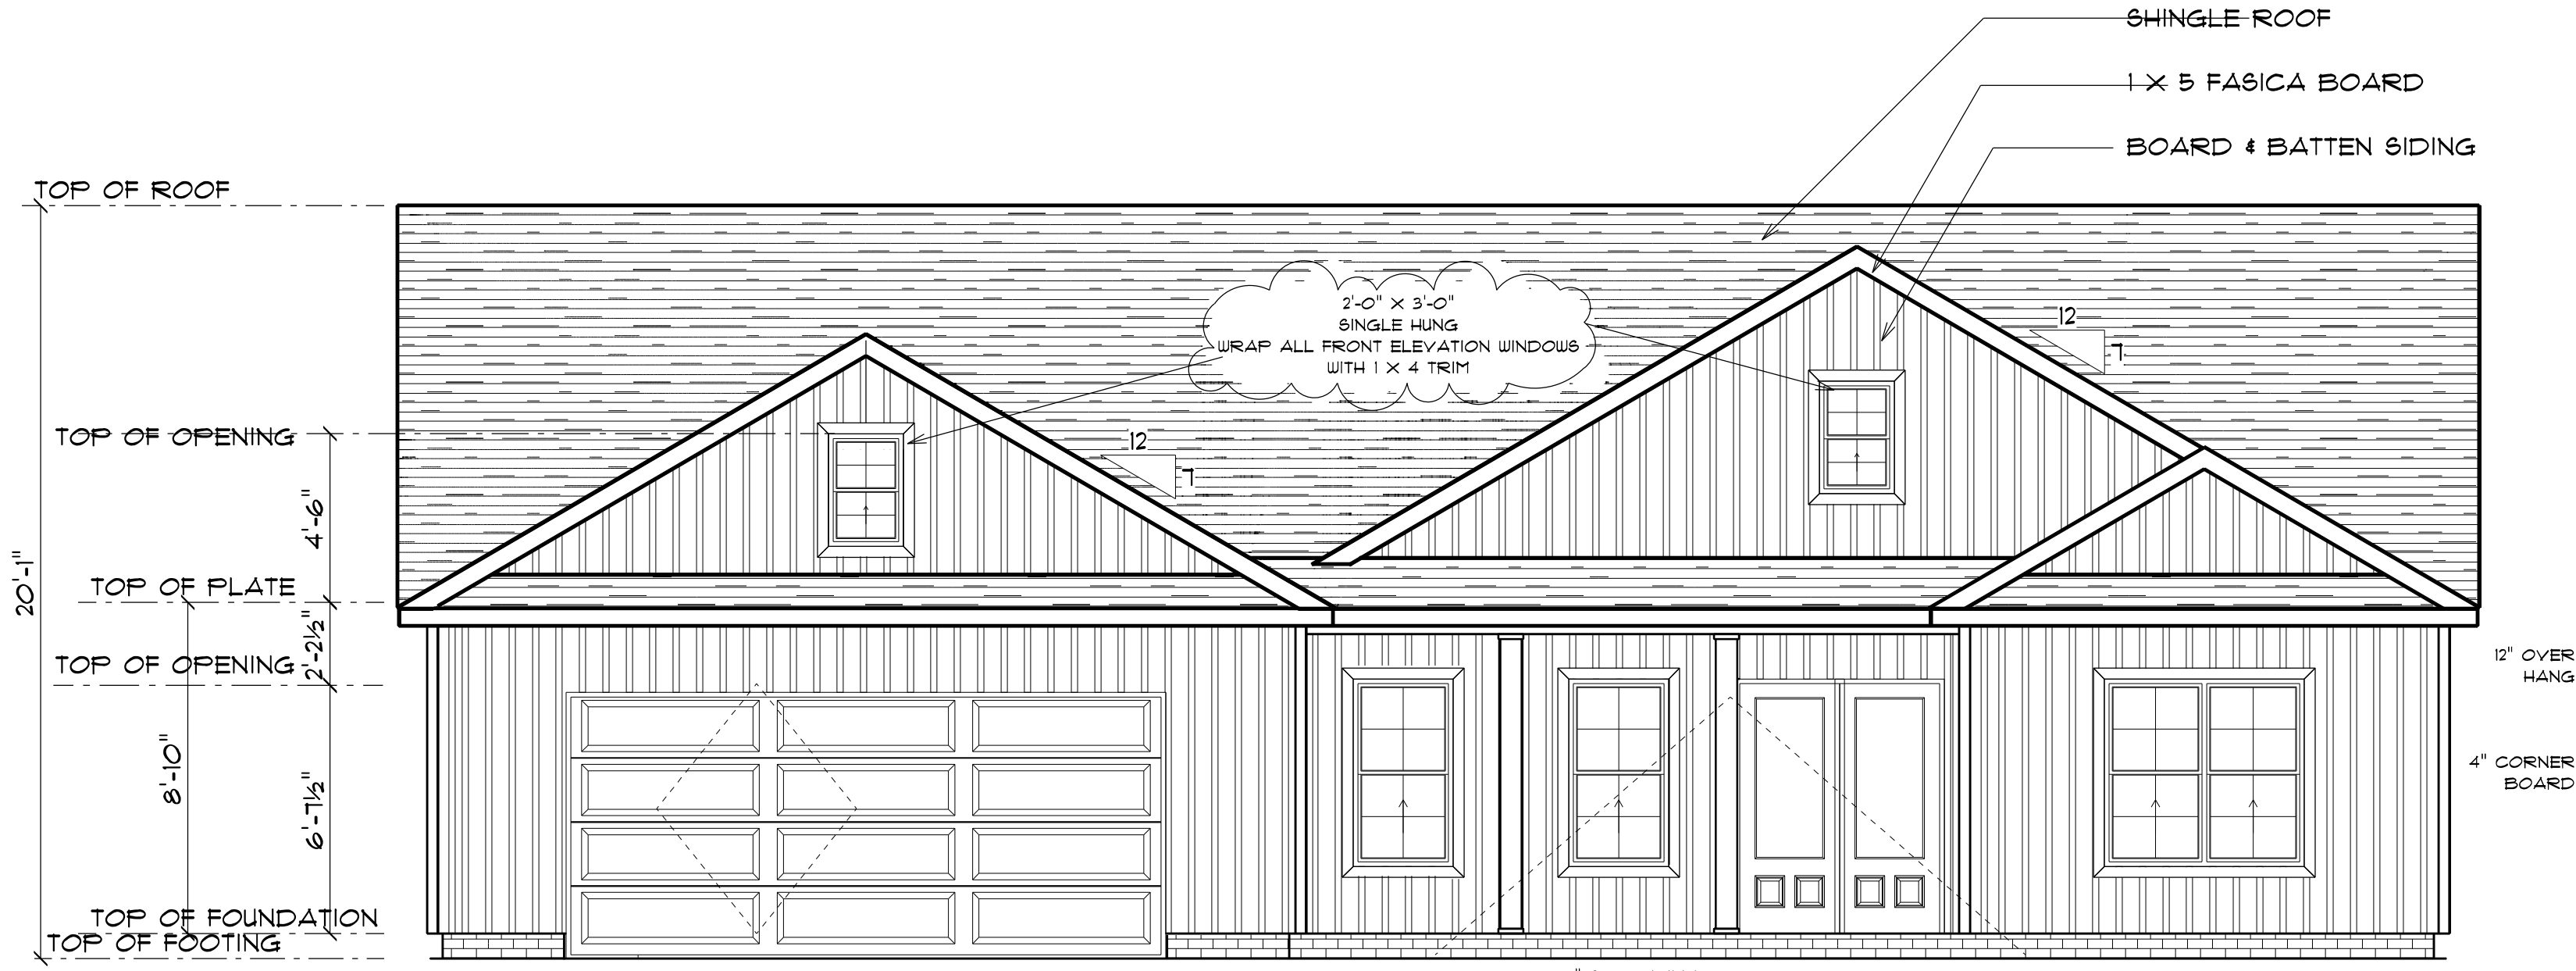 SHINGLE ROOF
1 X 5 FASICA BOARD
BOARD & BATTEN SIDING
TOP OF ROOF
2'-0" X 3'-0"
SINGLE HUNG
WRAP ALL FRONT ELEVATION WINDOWS
WITH 1 X 4 TRIM
12
7
TOP OF OPENING
12
7
4'-6"
20'-1"
TOP OF PLATE
2'-2½"
TOP OF OPENING
12" OVER
HANG
8'-10"
6'-7½"
4" CORNER
BOARD
TOP OF FOUNDATION
TOP OF FOOTING